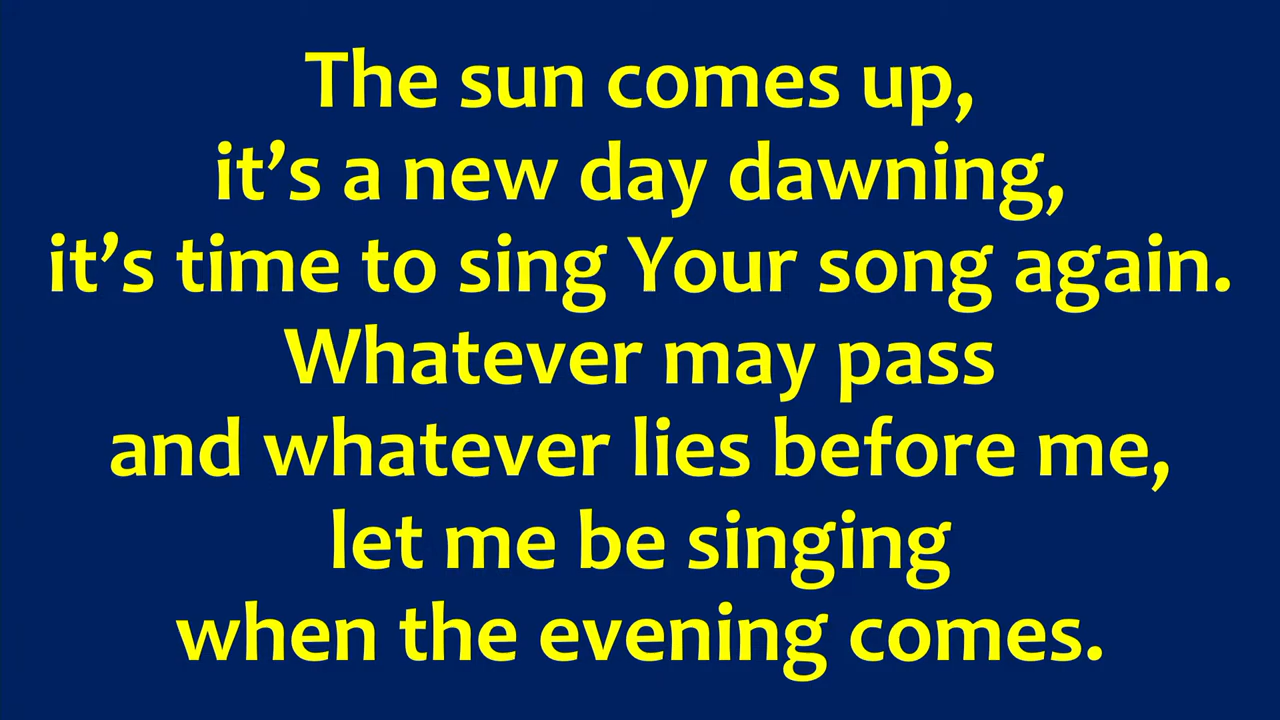 The sun comes up,
it’s a new day dawning,
it’s time to sing Your song again.
Whatever may pass
and whatever lies before me,
let me be singing
when the evening comes.